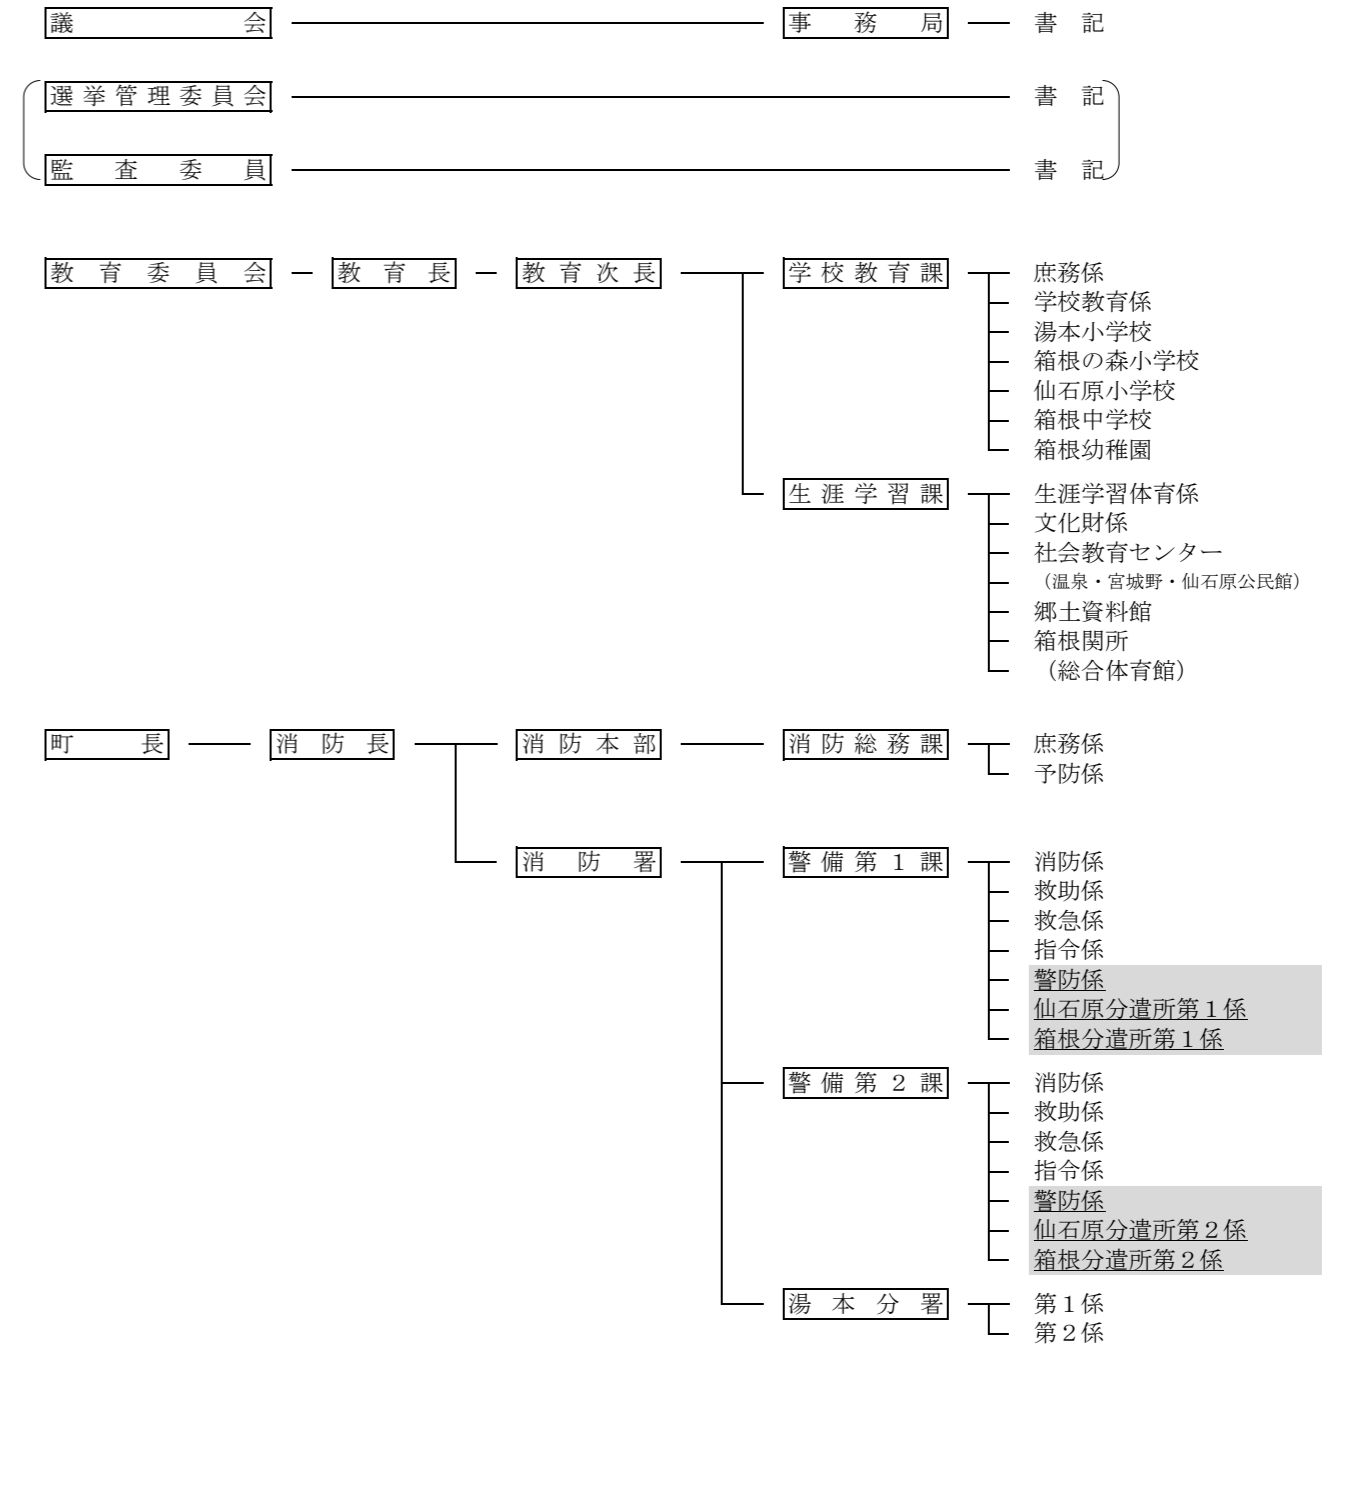 議会 事務局 書記
選挙管理委員会 書記
監査委員 書記
教育委員会 教育長 教育次長 学校教育課 庶務係
学校教育係
湯本小学校
箱根の森小学校
仙石原小学校
箱根中学校
箱根幼稚園
生涯学習課 生涯学習体育係
文化財係
社会教育センター
（温泉・宮城野・仙石原公民館）
郷土資料館
箱根関所
（総合体育館）
町長 消防長 消防本部 消防総務課 庶務係
予防係
消防署 警備第１課 消防係
救助係
救急係
指令係
警防係
仙石原分遣所第１係
箱根分遣所第１係
警備第２課 消防係
救助係
救急係
指令係
警防係
仙石原分遣所第２係
箱根分遣所第２係
湯本分署 第１係
第２係